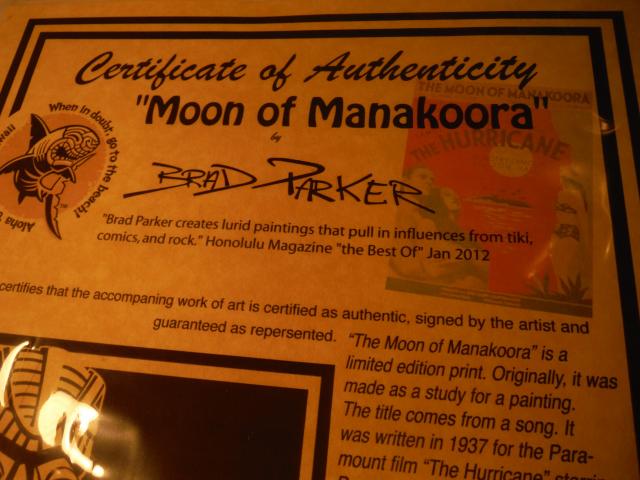 Certificate of Authenticity
"Moon of Manakoora"
by
BRAD PARKER
When in doubt, go to the beach!
Aloha
TM
THE MOON OF MANAKOORA
THE HURRICANE
"Brad Parker creates lurid paintings that pull in influences from tiki,
comics, and rock." Honolulu Magazine "the Best Of" Jan 2012
certifies that the accompaning work of art is certified as authentic, signed by the artist and
guaranteed as repersented.
"The Moon of Manakoora" is a
limited edition print. Originally, it was
made as a study for a painting.
The title comes from a song. It
was written in 1937 for the Para-
mount film "The Hurricane"